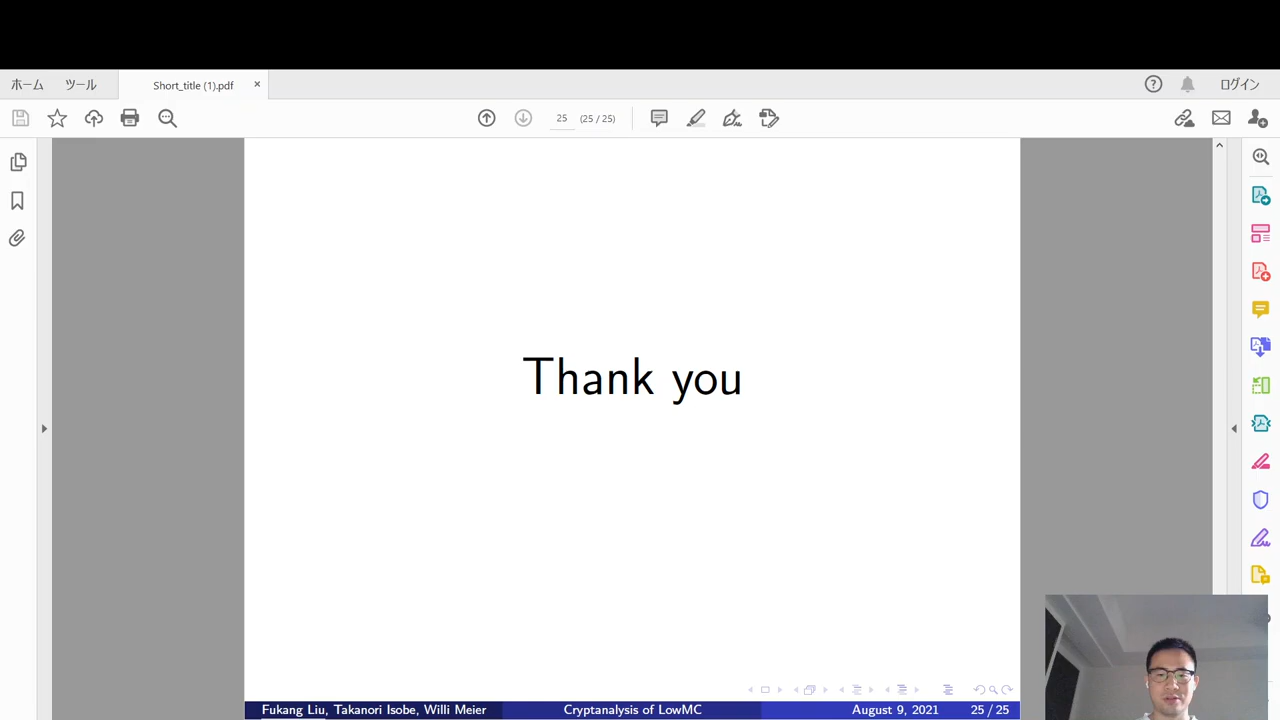 ホーム ツール Short_title (1).pdf × ログイン
25 (25 / 25)
Thank you
Fukang Liu, Takanori Isobe, Willi Meier Cryptanalysis of LowMC August 9, 2021 25 / 25